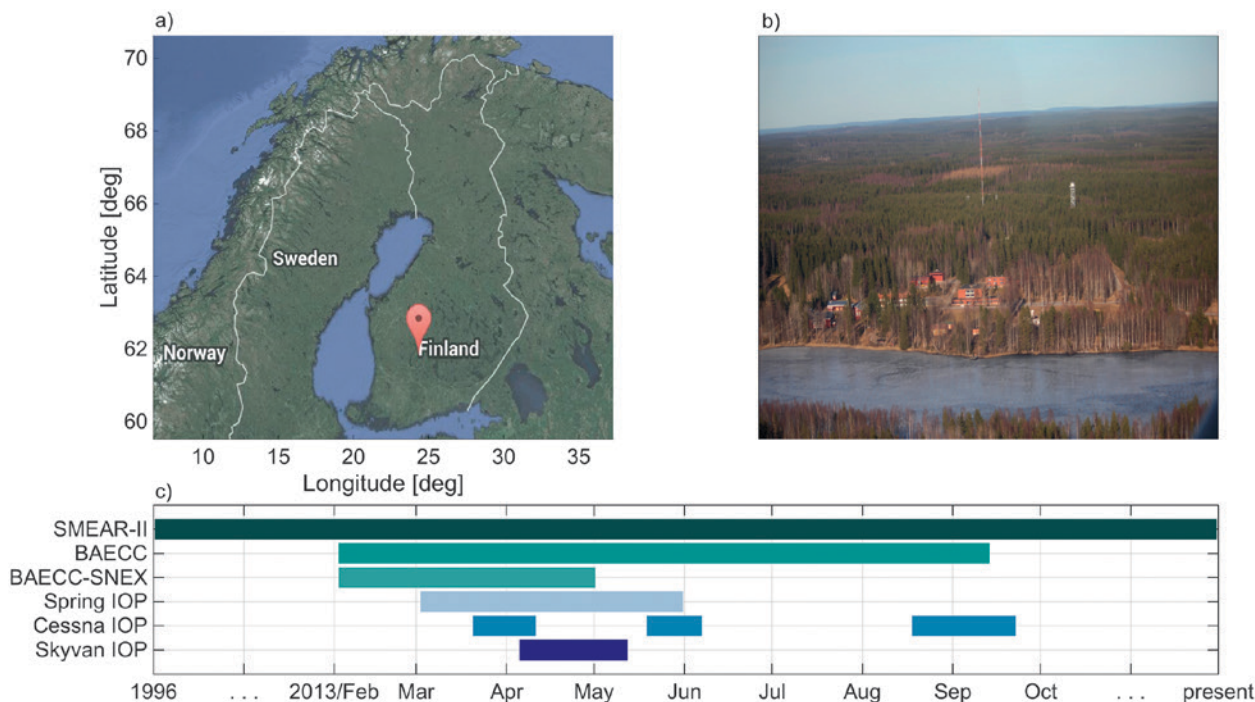 a)
b)
70
68
66
64
62
60
Latitude [deg]
Sweden
Norway
Finland
10 15 20 25 30 35
Longitude [deg]
c)
SMEAR-II
BAECC
BAECC-SNEX
Spring IOP
Cessna IOP
Skyvan IOP
1996 ... 2013/Feb Mar Apr May Jun Jul Aug Sep Oct ... present